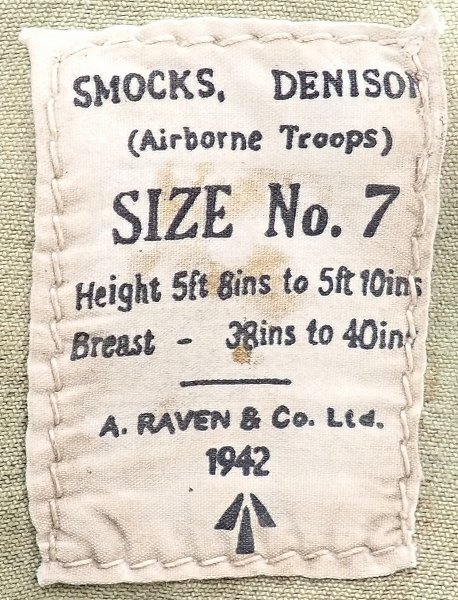 SMOCKS, DENISON
(Airborne Troops)
SIZE No. 7
Height 5ft 8ins to 5ft 10ins
Breast - 38ins to 40ins
A. RAVEN & Co. Ltd.
1942